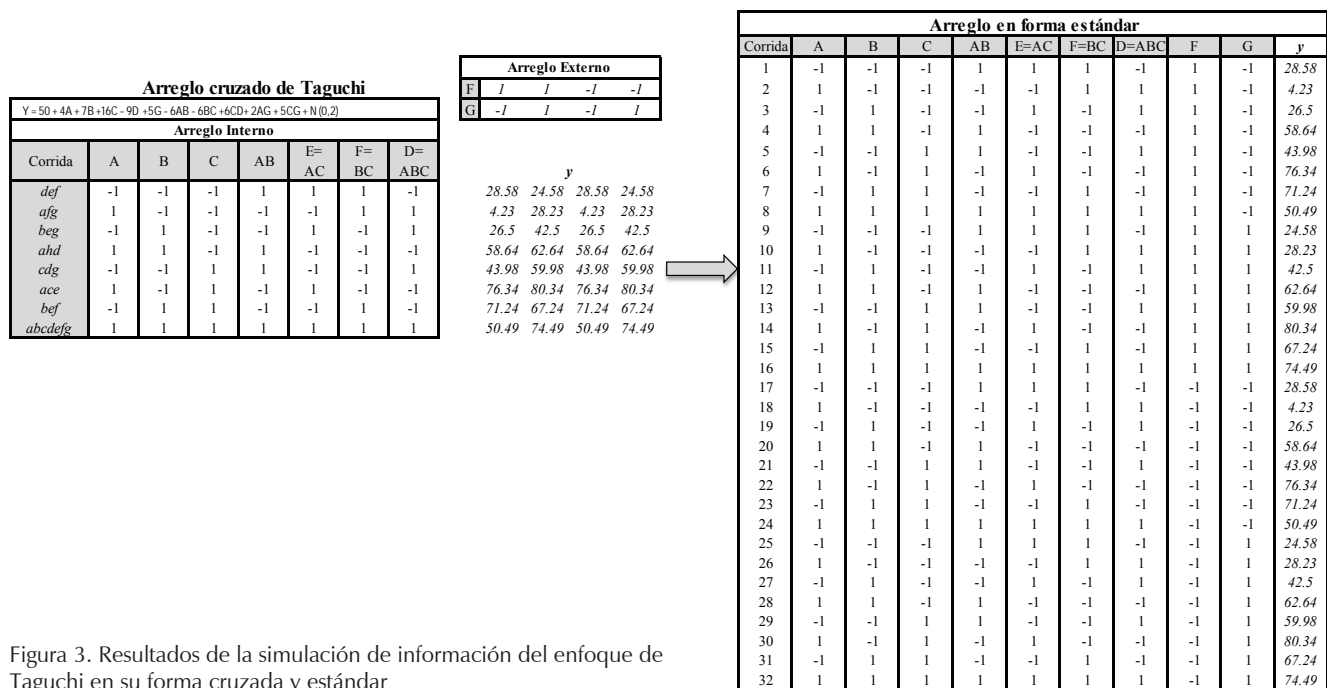 Arreglo cruzado de Taguchi
Y = 50 + 4A + 7B +16C - 9D +5G - 6AB - 6BC +6CD+ 2AG + 5CG + N (0,2)
Arreglo Interno
Corrida A B C AB E= AC F= BC D= ABC
def -1 -1 -1 1 1 1 -1
afg 1 -1 -1 -1 -1 1 1
beg -1 1 -1 -1 1 -1 1
ahd 1 1 -1 1 -1 -1 -1
cdg -1 -1 1 1 -1 -1 1
ace 1 -1 1 -1 1 -1 -1
bef -1 1 1 -1 -1 1 -1
abcdefg 1 1 1 1 1 1 1
Arreglo Externo
F 1 1 -1 -1
G -1 1 -1 1
y
28.58 24.58 28.58 24.58
4.23 28.23 4.23 28.23
26.5 42.5 26.5 42.5
58.64 62.64 58.64 62.64
43.98 59.98 43.98 59.98
76.34 80.34 76.34 80.34
71.24 67.24 71.24 67.24
50.49 74.49 50.49 74.49
Arreglo en forma estándar
Corrida A B C AB E=AC F=BC D=ABC F G y
1 -1 -1 -1 1 1 1 -1 1 -1 28.58
2 1 -1 -1 -1 -1 1 1 1 -1 4.23
3 -1 1 -1 -1 1 -1 1 1 -1 26.5
4 1 1 -1 1 -1 -1 -1 1 -1 58.64
5 -1 -1 1 1 -1 -1 1 1 -1 43.98
6 1 -1 1 -1 1 -1 -1 1 -1 76.34
7 -1 1 1 -1 -1 1 -1 1 -1 71.24
8 1 1 1 1 1 1 1 1 -1 50.49
9 -1 -1 -1 1 1 1 -1 1 1 24.58
10 1 -1 -1 -1 -1 1 1 1 1 28.23
11 -1 1 -1 -1 1 -1 1 1 1 42.5
12 1 1 -1 1 -1 -1 -1 1 1 62.64
13 -1 -1 1 1 -1 -1 1 1 1 59.98
14 1 -1 1 -1 1 -1 -1 1 1 80.34
15 -1 1 1 -1 -1 1 -1 1 1 67.24
16 1 1 1 1 1 1 1 1 1 74.49
17 -1 -1 -1 1 1 1 -1 -1 -1 28.58
18 1 -1 -1 -1 -1 1 1 -1 -1 4.23
19 -1 1 -1 -1 1 -1 1 -1 -1 26.5
20 1 1 -1 1 -1 -1 -1 -1 -1 58.64
21 -1 -1 1 1 -1 -1 1 -1 -1 43.98
22 1 -1 1 -1 1 -1 -1 -1 -1 76.34
23 -1 1 1 -1 -1 1 -1 -1 -1 71.24
24 1 1 1 1 1 1 1 -1 -1 50.49
25 -1 -1 -1 1 1 1 -1 -1 1 24.58
26 1 -1 -1 -1 -1 1 1 -1 1 28.23
27 -1 1 -1 -1 1 -1 1 -1 1 42.5
28 1 1 -1 1 -1 -1 -1 -1 1 62.64
29 -1 -1 1 1 -1 -1 1 -1 1 59.98
30 1 -1 1 -1 1 -1 -1 -1 1 80.34
31 -1 1 1 -1 -1 1 -1 -1 1 67.24
32 1 1 1 1 1 1 1 -1 1 74.49
Figura 3. Resultados de la simulación de información del enfoque de
Taguchi en su forma cruzada y estándar